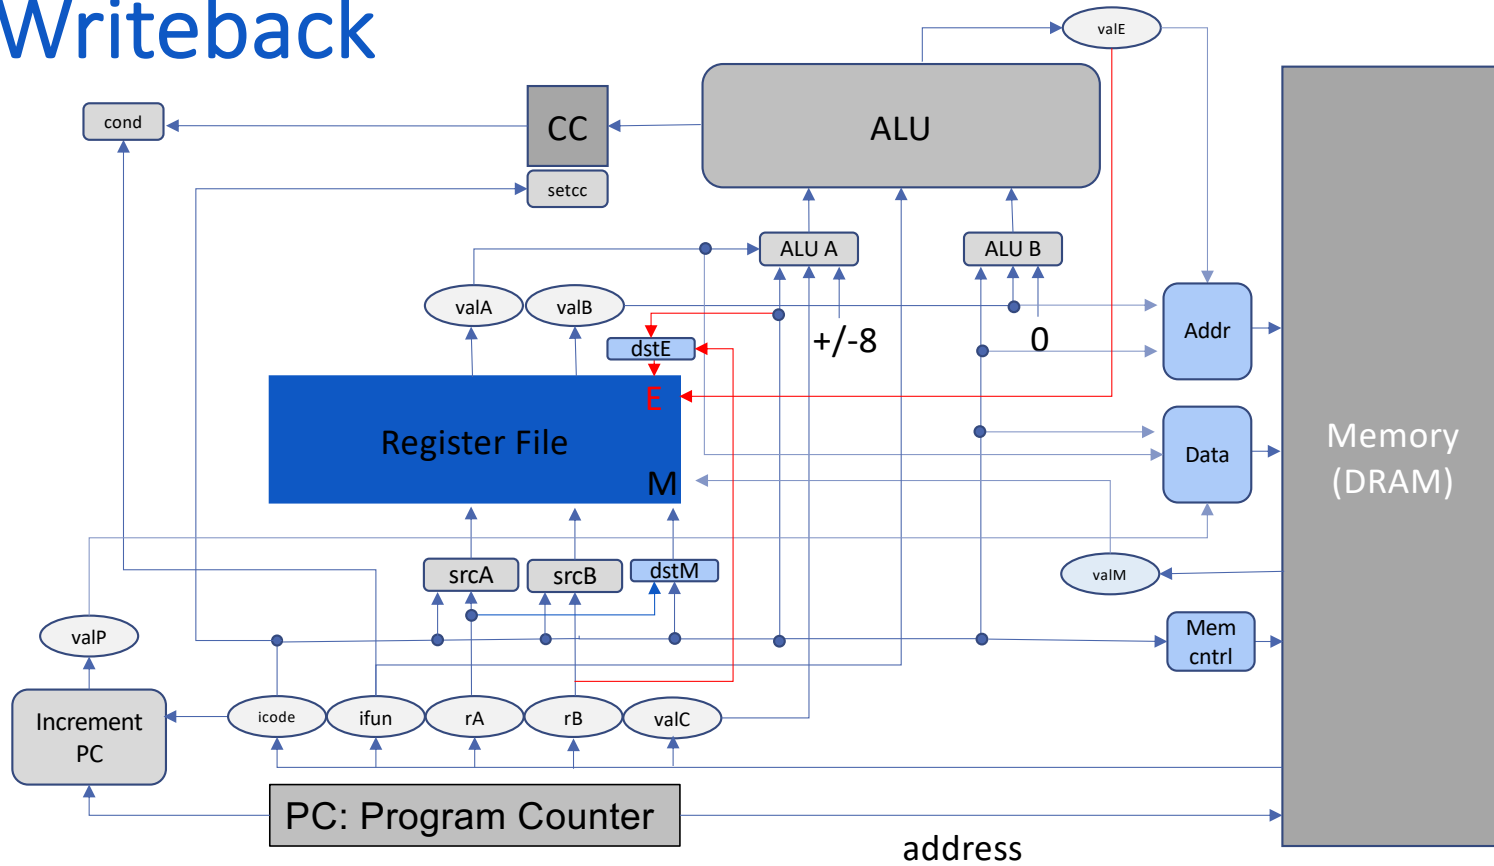 Writeback
valE
cond
CC
ALU
setcc
ALU A
ALU B
valA
valB
dstE
+/-8
0
Addr
E
Register File
M
Data
Memory
(DRAM)
srcA
srcB
dstM
valM
valP
Mem
cntrl
Increment
PC
icode
ifun
rA
rB
valC
PC: Program Counter
address